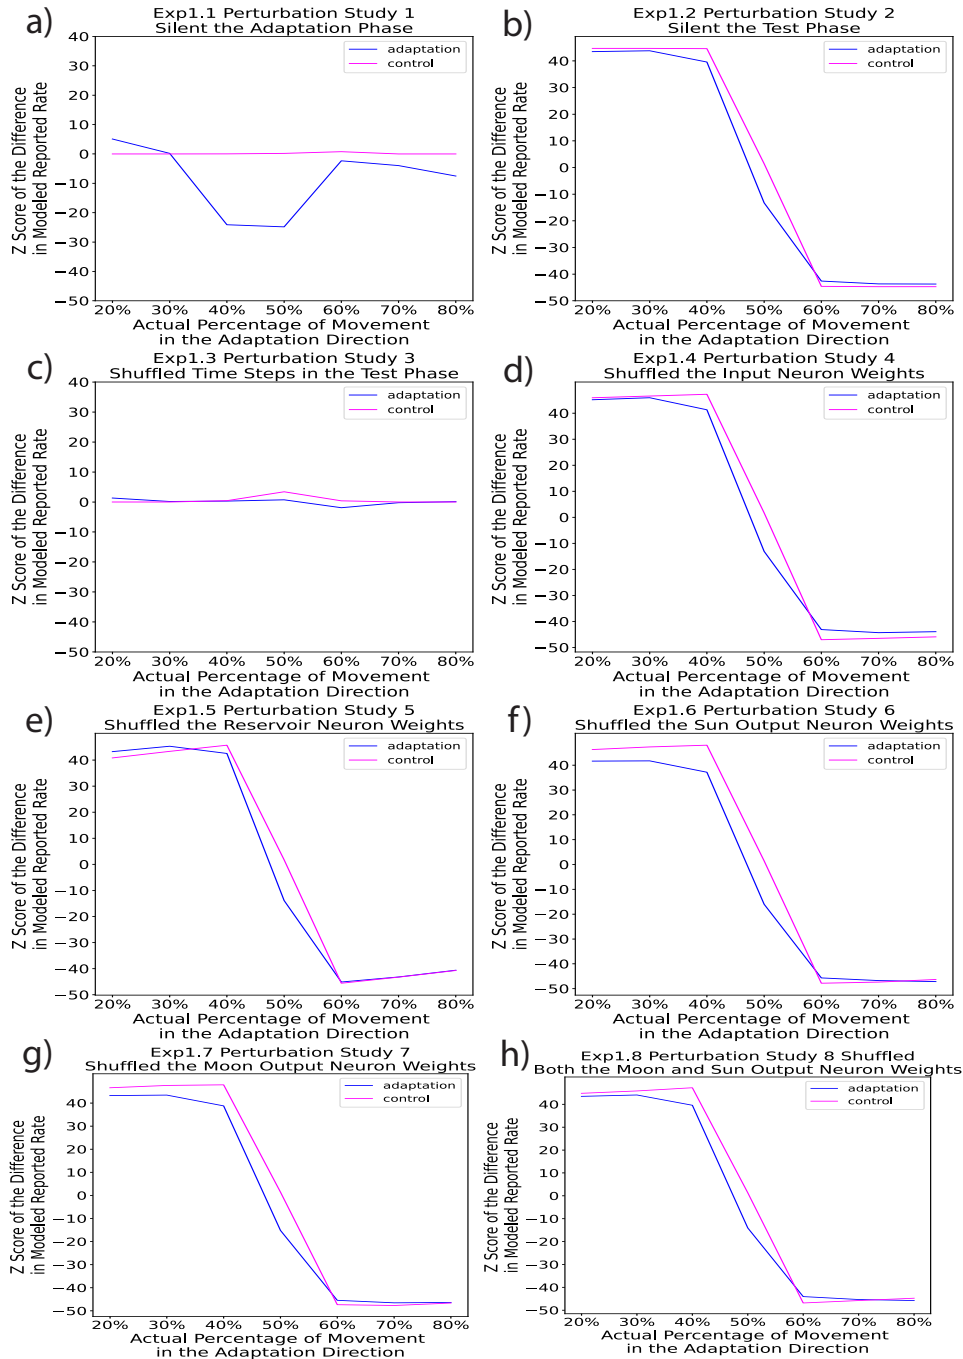 a)
Exp1.1 Perturbation Study 1
Silent the Adaptation Phase
adaptation
control
Z Score of the Difference
in Modeled Reported Rate
40
30
20
10
0
−10
−20
−30
−40
−50
20% 30% 40% 50% 60% 70% 80%
Actual Percentage of Movement
in the Adaptation Direction
b)
Exp1.2 Perturbation Study 2
Silent the Test Phase
adaptation
control
Z Score of the Difference
in Modeled Reported Rate
40
30
20
10
0
−10
−20
−30
−40
−50
20% 30% 40% 50% 60% 70% 80%
Actual Percentage of Movement
in the Adaptation Direction
c)
Exp1.3 Perturbation Study 3
Shuffled Time Steps in the Test Phase
adaptation
control
Z Score of the Difference
in Modeled Reported Rate
40
30
20
10
0
−10
−20
−30
−40
−50
20% 30% 40% 50% 60% 70% 80%
Actual Percentage of Movement
in the Adaptation Direction
d)
Exp1.4 Perturbation Study 4
Shuffled the Input Neuron Weights
adaptation
control
Z Score of the Difference
in Modeled Reported Rate
40
30
20
10
0
−10
−20
−30
−40
−50
20% 30% 40% 50% 60% 70% 80%
Actual Percentage of Movement
in the Adaptation Direction
e)
Exp1.5 Perturbation Study 5
Shuffled the Reservoir Neuron Weights
adaptation
control
Z Score of the Difference
in Modeled Reported Rate
40
30
20
10
0
−10
−20
−30
−40
−50
20% 30% 40% 50% 60% 70% 80%
Actual Percentage of Movement
in the Adaptation Direction
f)
Exp1.6 Perturbation Study 6
Shuffled the Sun Output Neuron Weights
adaptation
control
Z Score of the Difference
in Modeled Reported Rate
40
30
20
10
0
−10
−20
−30
−40
−50
20% 30% 40% 50% 60% 70% 80%
Actual Percentage of Movement
in the Adaptation Direction
g)
Exp1.7 Perturbation Study 7
Shuffled the Moon Output Neuron Weights
adaptation
control
Z Score of the Difference
in Modeled Reported Rate
40
30
20
10
0
−10
−20
−30
−40
−50
20% 30% 40% 50% 60% 70% 80%
Actual Percentage of Movement
in the Adaptation Direction
h)
Exp1.8 Perturbation Study 8 Shuffled
Both the Moon and Sun Output Neuron Weights
adaptation
control
Z Score of the Difference
in Modeled Reported Rate
40
30
20
10
0
−10
−20
−30
−40
−50
20% 30% 40% 50% 60% 70% 80%
Actual Percentage of Movement
in the Adaptation Direction